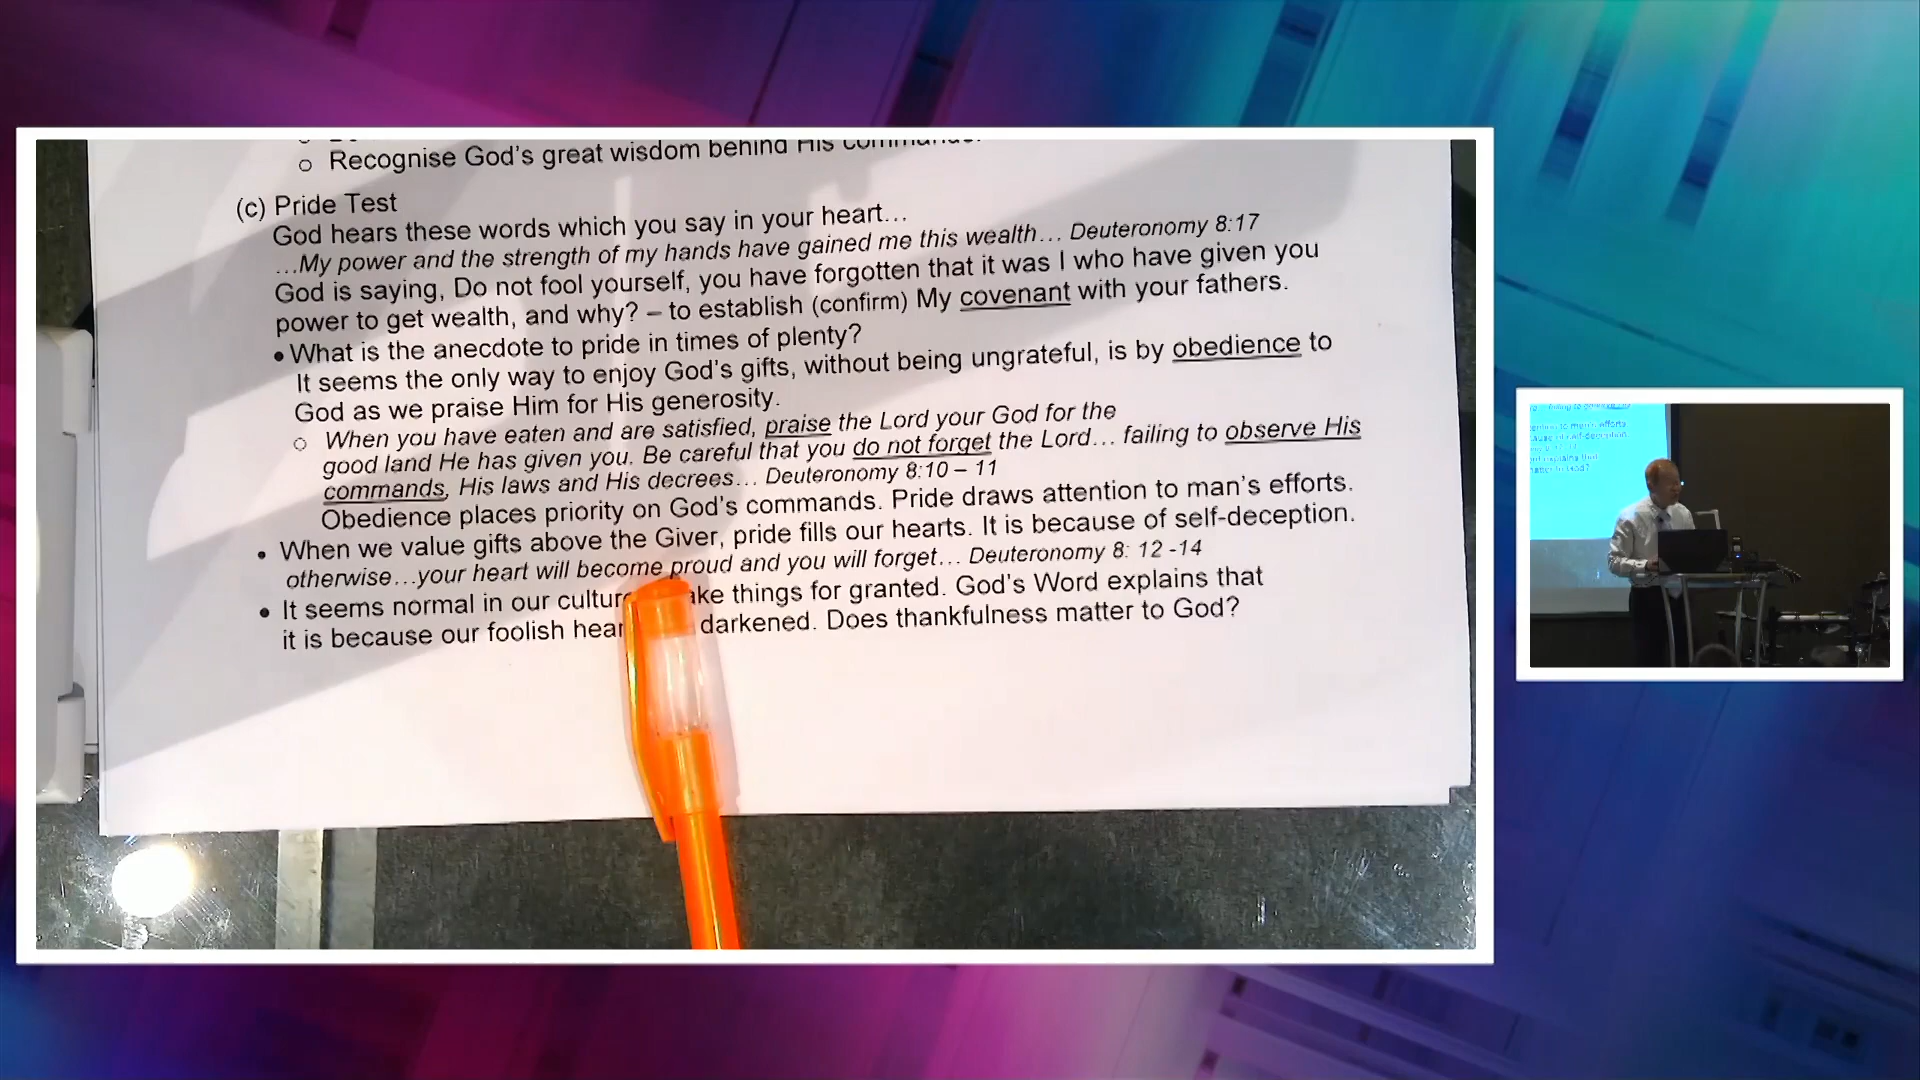 Recognise God's great wisdom behind His
(c) Pride Test
God hears these words which you say in your heart...
...My power and the strength of my hands have gained me this wealth... Deuteronomy 8:17
God is saying, Do not fool yourself, you have forgotten that it was I who have given you
power to get wealth, and why? – to establish (confirm) My covenant with your fathers.
• What is the anecdote to pride in times of plenty?
It seems the only way to enjoy God's gifts, without being ungrateful, is by obedience to
God as we praise Him for His generosity.
○ When you have eaten and are satisfied, praise the Lord your God for the
good land He has given you. Be careful that you do not forget the Lord... failing to observe His
commands, His laws and His decrees... Deuteronomy 8:10 – 11
Obedience places priority on God's commands. Pride draws attention to man's efforts.
• When we value gifts above the Giver, pride fills our hearts. It is because of self-deception.
otherwise...your heart will become proud and you will forget... Deuteronomy 8: 12 -14
• It seems normal in our culture things for granted. God's Word explains that
it is because our foolish darkened. Does thankfulness matter to God?